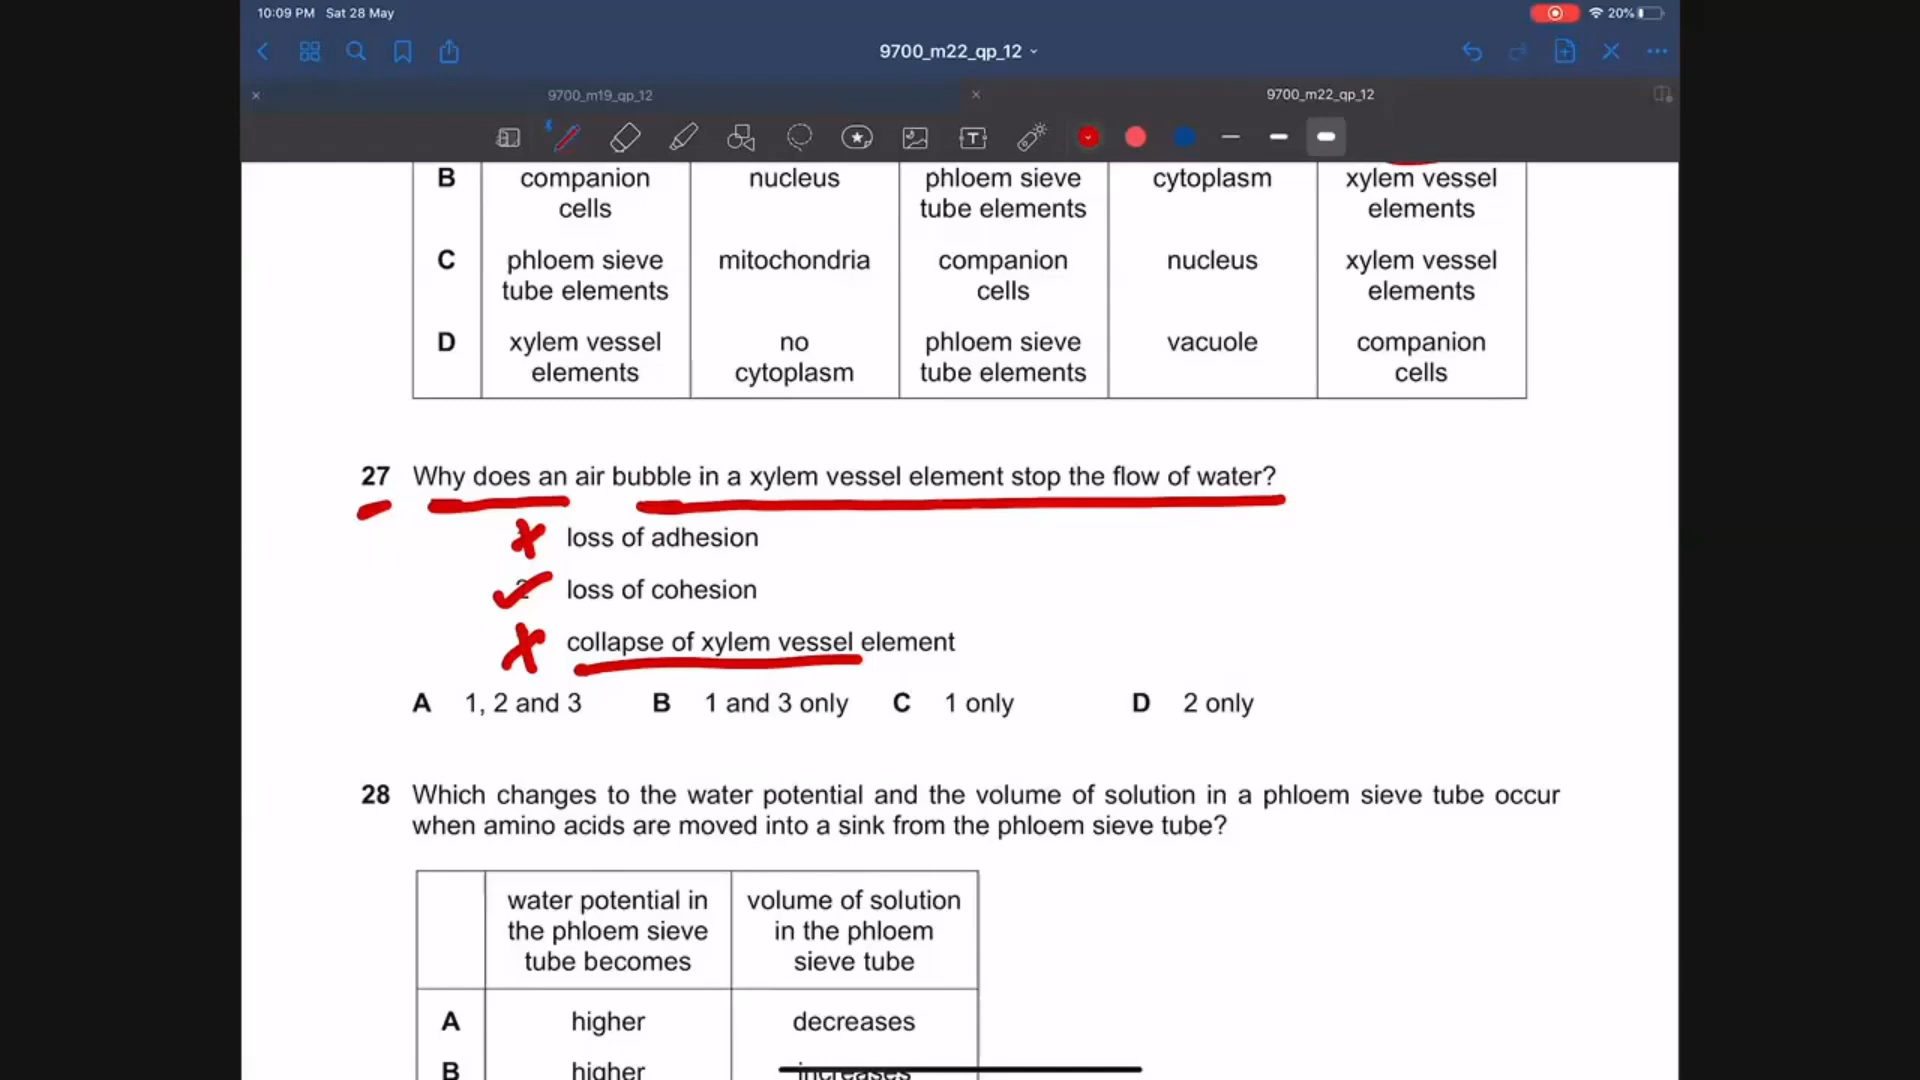 10:09 PM Sat 28 May
20%
9700_m22_qp_12
9700_m19_qp_12
9700_m22_qp_12
B companion cells nucleus phloem sieve tube elements cytoplasm xylem vessel elements
C phloem sieve tube elements mitochondria companion cells nucleus xylem vessel elements
D xylem vessel elements no cytoplasm phloem sieve tube elements vacuole companion cells
27 Why does an air bubble in a xylem vessel element stop the flow of water?
loss of adhesion
2 loss of cohesion
collapse of xylem vessel element
A 1, 2 and 3 B 1 and 3 only C 1 only D 2 only
28 Which changes to the water potential and the volume of solution in a phloem sieve tube occur
when amino acids are moved into a sink from the phloem sieve tube?
water potential in the phloem sieve tube becomes
volume of solution in the phloem sieve tube
A higher decreases
B higher increases